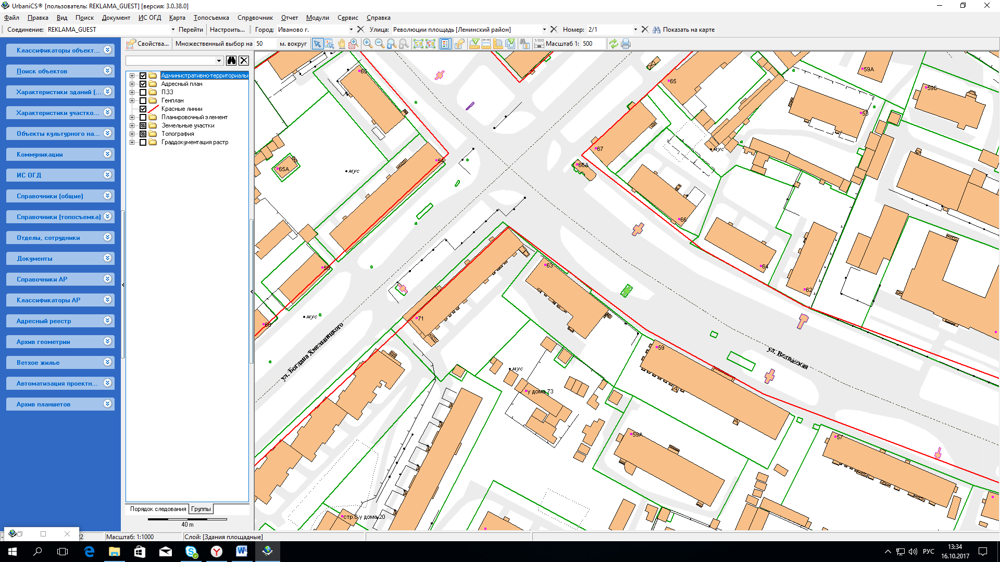 UrbaniCS® [пользователь: REKLAMA_GUEST] [версия: 3.0.38.0]
Файл Правка Вид Поиск Документ ИС ОГД Карта Топосъемка Справочник Отчет Модули Сервис Справка
Соединение: REKLAMA_GUEST Перейти Настроить... Город: Иваново г. Улица: Революции площадь [Ленинский район] Номер: 2/1 Показать на карте
Свойства... Множественный выбор на 50 м. вокруг 1:100 Масштаб 1: 500
Классификаторы объект...
Поиск объектов
Характеристики зданий (...
Характеристики участко...
Объекты культурного на...
Коммуникации
ИС ОГД
Справочники (общие)
Справочники (топосъемка)
Отделы, сотрудники
Документы
Справочники АР
Классификаторы АР
Адресный реестр
Архив геометрии
Ветхое жилье
Автоматизация проектн...
Архив планшетов
Административно-территориальн
Адресный план
ПЗЗ
Генплан
Красные линии
Планировочный элемент
Земельные участки
Топография
Граддокументация растр
Порядок следования Группы
40 m
65
65
59А
59Б
53
67
мус
54
65А
мус
66А
66
64
62
56
63
71
мус
60
ул. Богдана Хмельницкого
59
ул. Велижская
мус
у дома 73
59А
57
стр.8 у дома 20
22 Масштаб: 1:1000 Слой: [Здания площадные]
РУС
13:34
16.10.2017